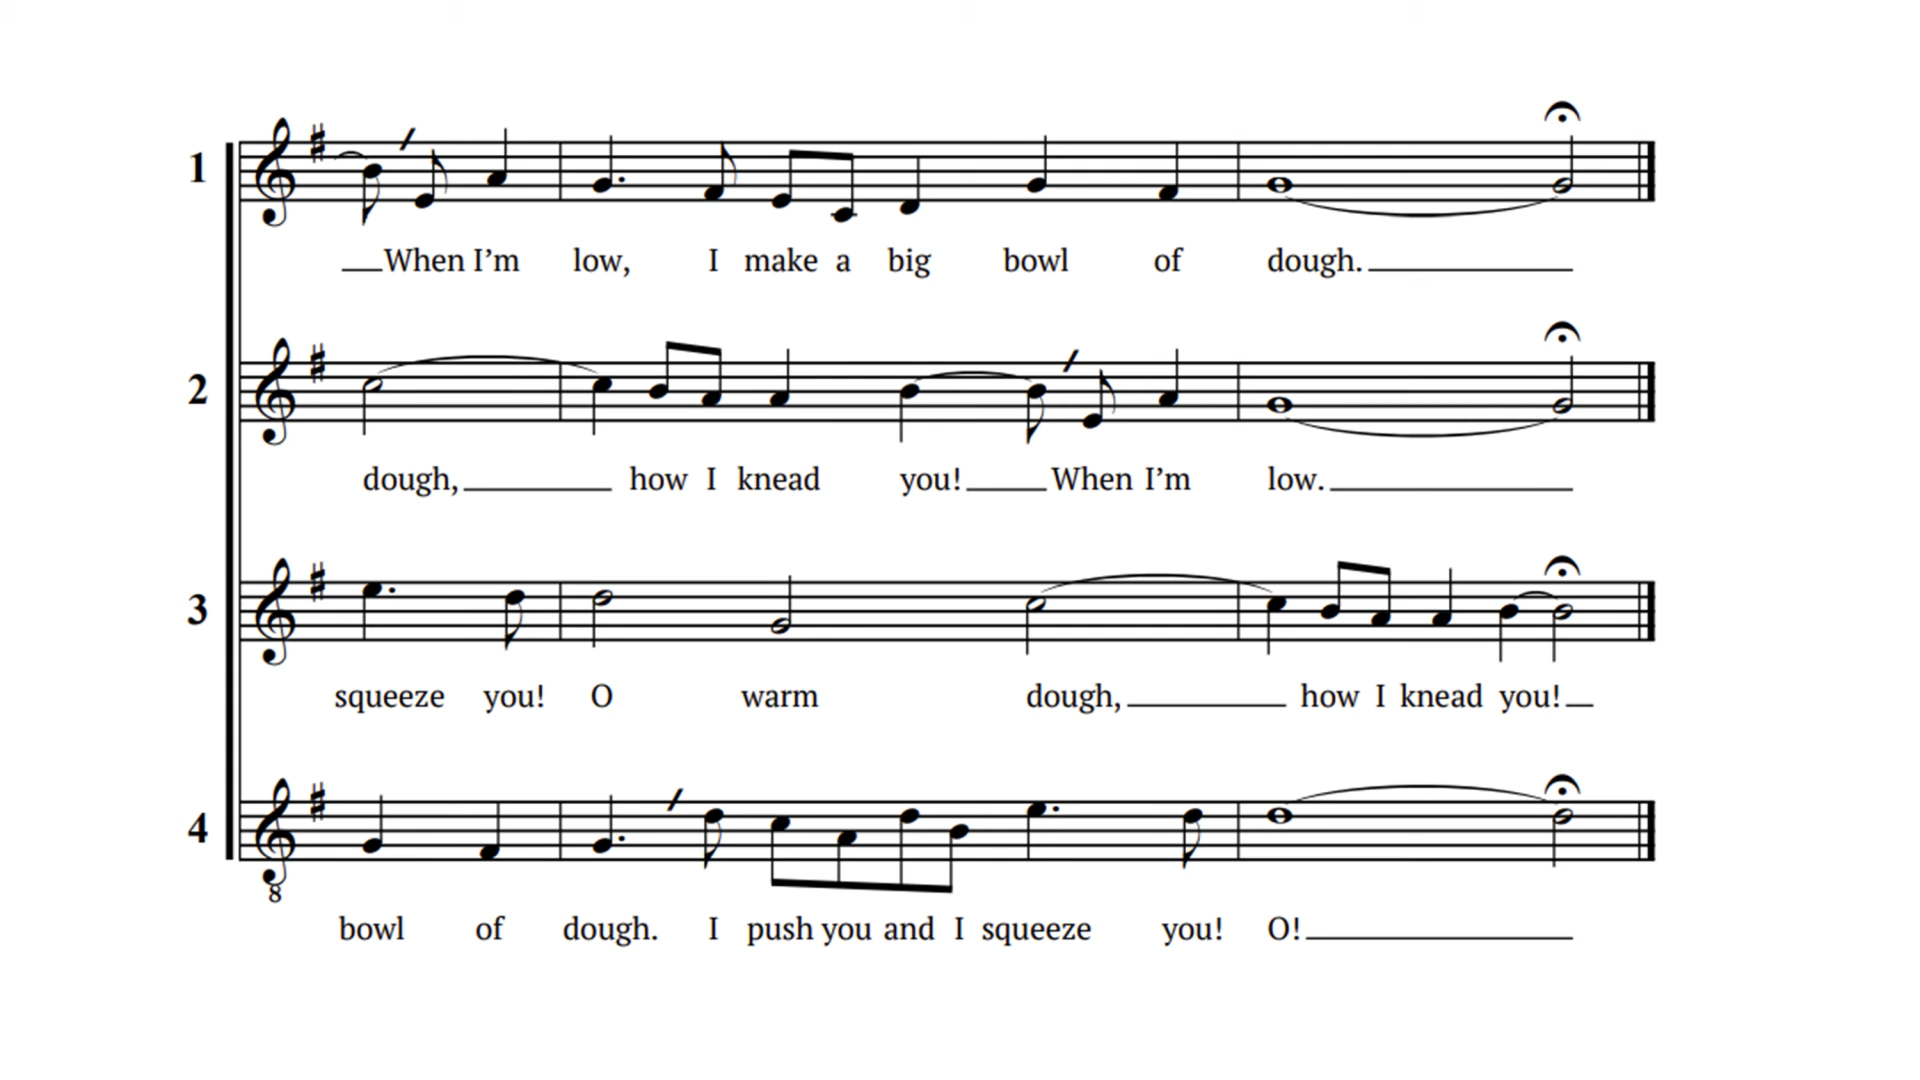 1
When I’m low, I make a big bowl of dough.
2
dough, how I knead you! When I’m low.
3
squeeze you! O warm dough, how I knead you!
4
8
bowl of dough. I push you and I squeeze you! O!